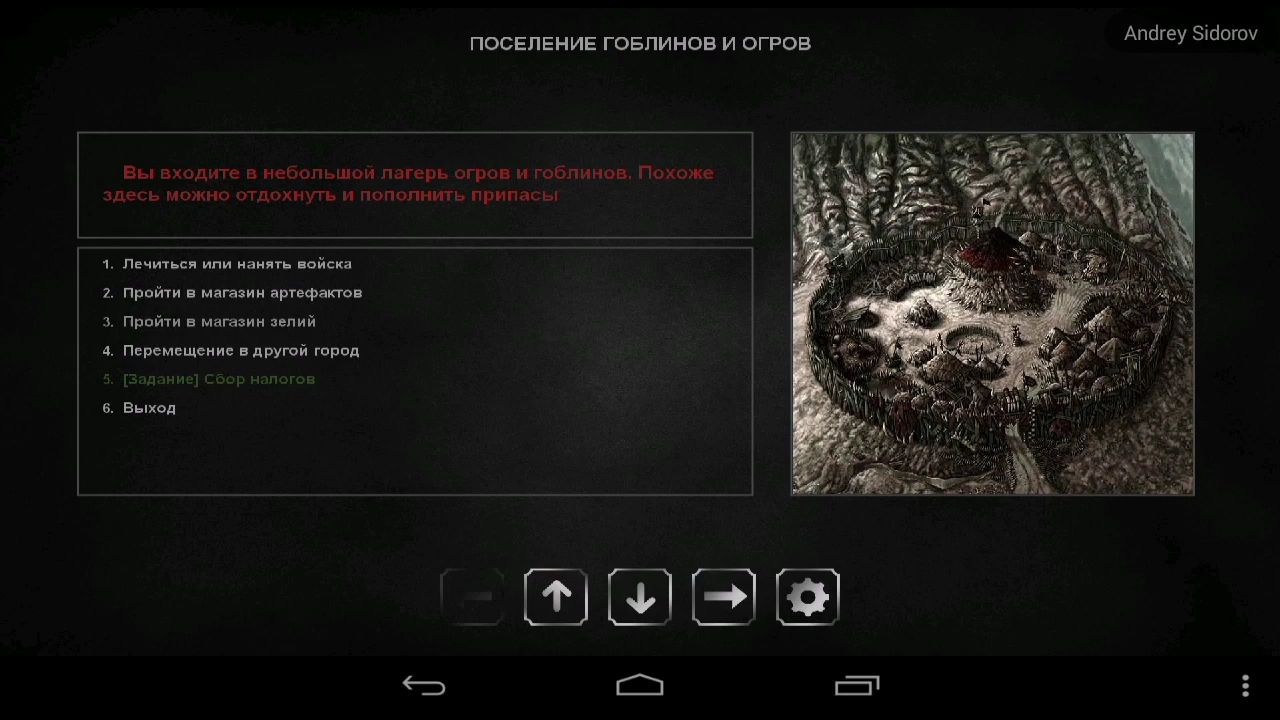 Andrey Sidorov
ПОСЕЛЕНИЕ ГОБЛИНОВ И ОГРОВ
Вы входите в небольшой лагерь огров и гоблинов. Похоже
здесь можно отдохнуть и пополнить припасы
1. Лечиться или нанять войска
2. Пройти в магазин артефактов
3. Пройти в магазин зелий
4. Перемещение в другой город
5. [Задание] Сбор налогов
6. Выход